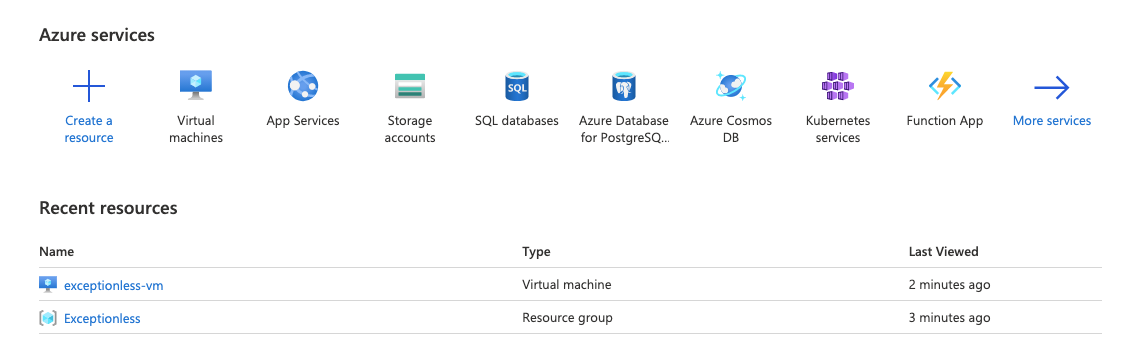 Azure services
Create a
resource
Virtual
machines
App Services
Storage
accounts
SQL
SQL databases
Azure Database
for PostgreSQ...
Azure Cosmos
DB
Kubernetes
services
Function App
More services
Recent resources
Name Type Last Viewed
exceptionless-vm Virtual machine 2 minutes ago
Exceptionless Resource group 3 minutes ago